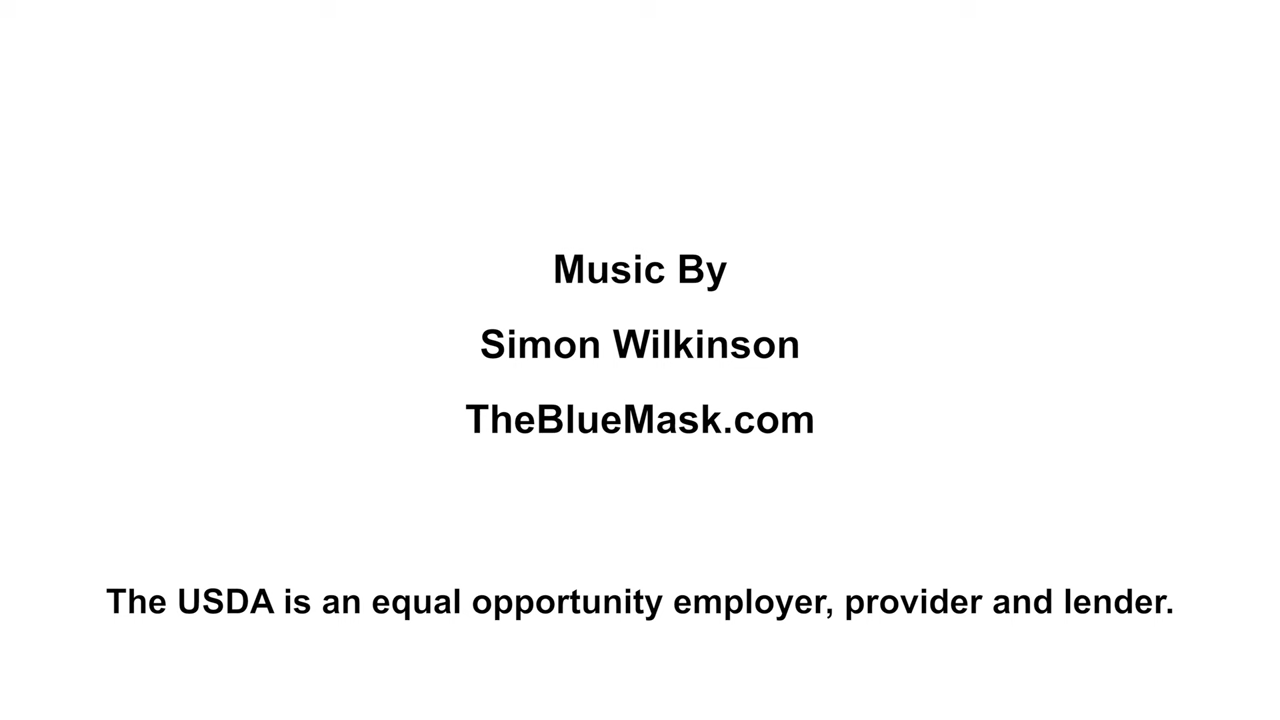 Music By
Simon Wilkinson
TheBlueMask.com
The USDA is an equal opportunity employer, provider and lender.